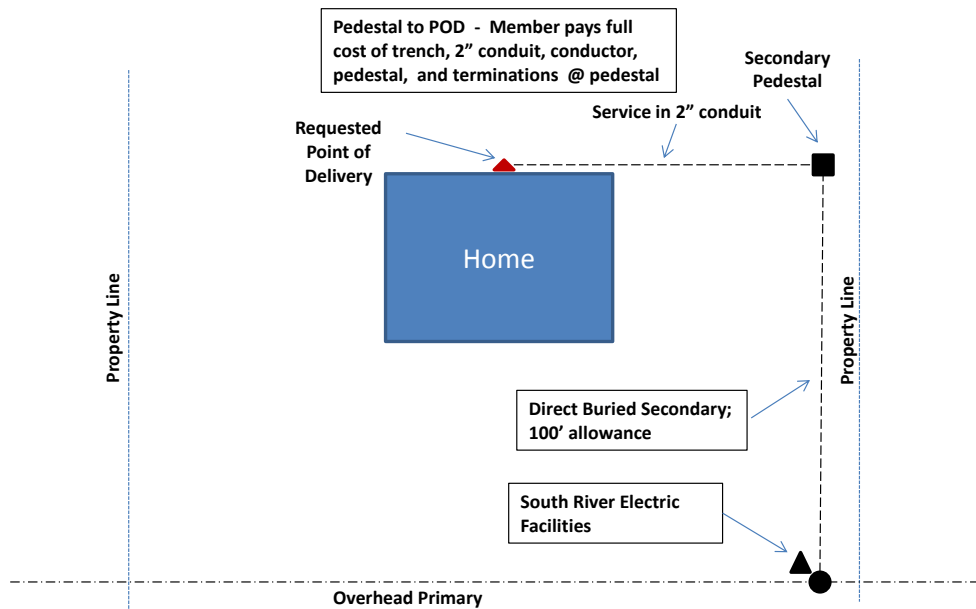 Pedestal to POD - Member pays full
cost of trench, 2” conduit, conductor,
pedestal, and terminations @ pedestal
Secondary
Pedestal
Service in 2” conduit
Requested
Point of
Delivery
Home
Property Line
Property Line
Direct Buried Secondary;
100’ allowance
South River Electric
Facilities
Overhead Primary